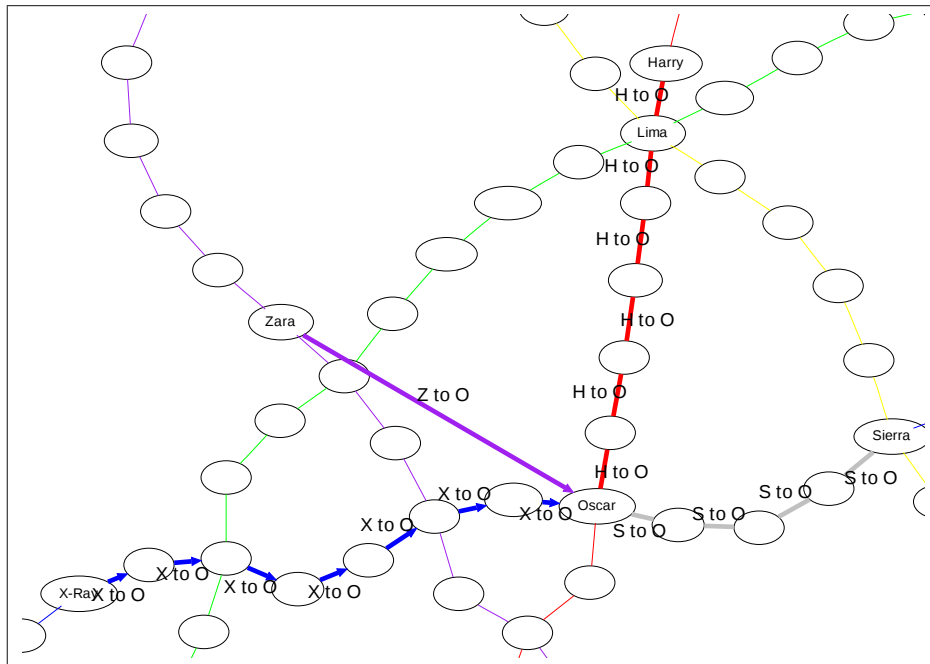 Harry
H to O
Lima
H to O
H to O
Zara
H to O
Z to O
H to O
Sierra
H to O
S to O
S to O
X to O
Oscar
X to O
S to O
S to O
X to O
X to O
X-Ray
X to O
X to O
X to O